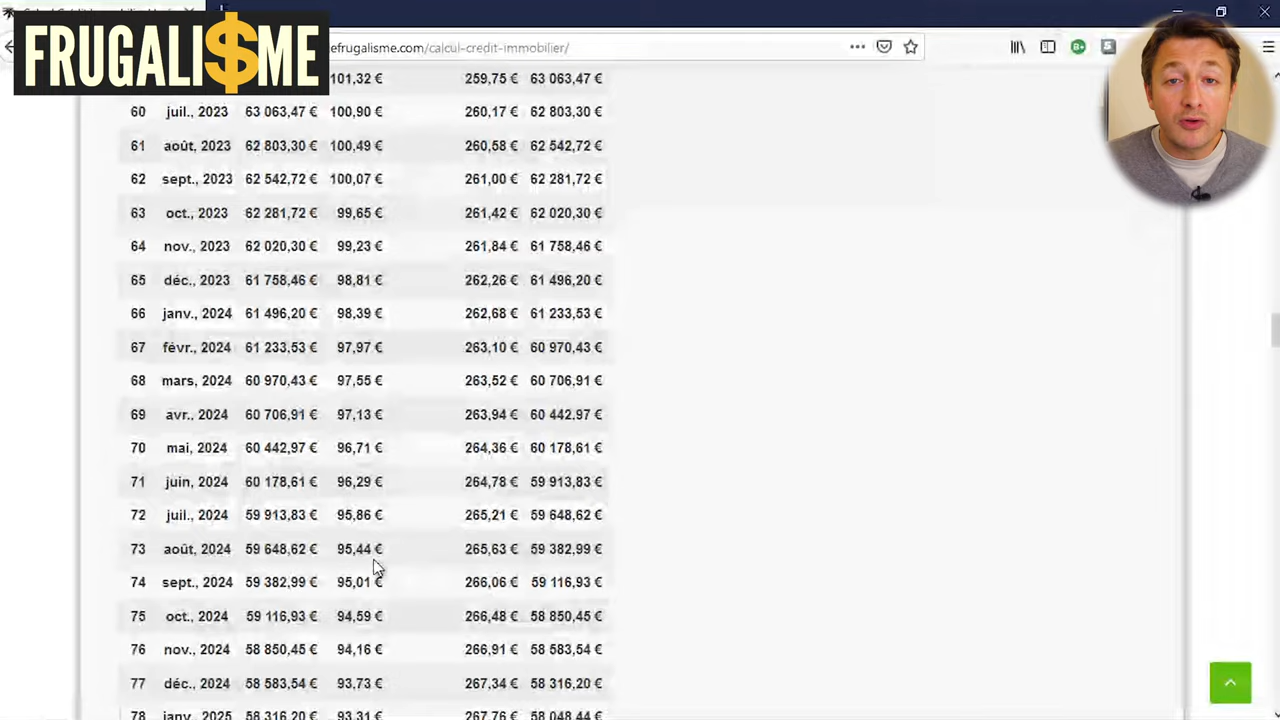 FRUGALI$ME
efrugalisme.com/calcul-credit-immobilier/
101,32 € 259,75 € 63 063,47 €
60 juil., 2023 63 063,47 € 100,90 € 260,17 € 62 803,30 €
61 août, 2023 62 803,30 € 100,49 € 260,58 € 62 542,72 €
62 sept., 2023 62 542,72 € 100,07 € 261,00 € 62 281,72 €
63 oct., 2023 62 281,72 € 99,65 € 261,42 € 62 020,30 €
64 nov., 2023 62 020,30 € 99,23 € 261,84 € 61 758,46 €
65 déc., 2023 61 758,46 € 98,81 € 262,26 € 61 496,20 €
66 janv., 2024 61 496,20 € 98,39 € 262,68 € 61 233,53 €
67 févr., 2024 61 233,53 € 97,97 € 263,10 € 60 970,43 €
68 mars, 2024 60 970,43 € 97,55 € 263,52 € 60 706,91 €
69 avr., 2024 60 706,91 € 97,13 € 263,94 € 60 442,97 €
70 mai, 2024 60 442,97 € 96,71 € 264,36 € 60 178,61 €
71 juin, 2024 60 178,61 € 96,29 € 264,78 € 59 913,83 €
72 juil., 2024 59 913,83 € 95,86 € 265,21 € 59 648,62 €
73 août, 2024 59 648,62 € 95,44 € 265,63 € 59 382,99 €
74 sept., 2024 59 382,99 € 95,01 € 266,06 € 59 116,93 €
75 oct., 2024 59 116,93 € 94,59 € 266,48 € 58 850,45 €
76 nov., 2024 58 850,45 € 94,16 € 266,91 € 58 583,54 €
77 déc., 2024 58 583,54 € 93,73 € 267,34 € 58 316,20 €
78 janv., 2025 58 316,20 € 93,31 € 267,76 € 58 048,44 €